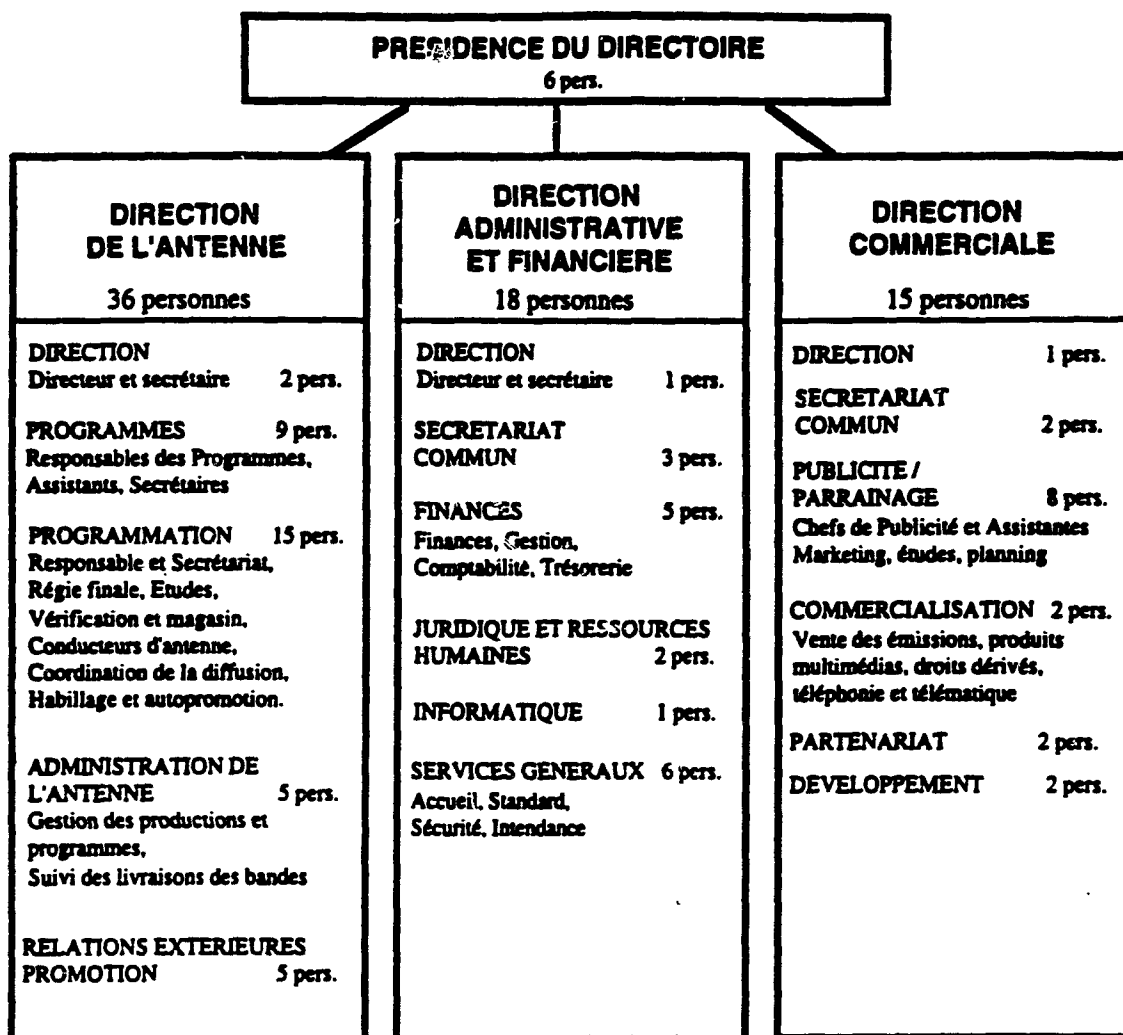 PRESIDENCE DU DIRECTOIRE
6 pers.
DIRECTION
DE L'ANTENNE
36 personnes
DIRECTION
Directeur et secrétaire 2 pers.
PROGRAMMES 9 pers.
Responsables des Programmes,
Assistants, Secrétaires
PROGRAMMATION 15 pers.
Responsable et Secrétariat,
Régie finale, Etudes,
Vérification et magasin,
Conducteurs d'antenne,
Coordination de la diffusion,
Habillage et autopromotion.
ADMINISTRATION DE
L'ANTENNE 5 pers.
Gestion des productions et
programmes,
Suivi des livraisons des bandes
RELATIONS EXTERIEURES
PROMOTION 5 pers.
DIRECTION
ADMINISTRATIVE
ET FINANCIERE
18 personnes
DIRECTION
Directeur et secrétaire 1 pers.
SECRETARIAT
COMMUN 3 pers.
FINANCES 5 pers.
Finances, Gestion,
Comptabilité, Trésorerie
JURIDIQUE ET RESSOURCES
HUMAINES 2 pers.
INFORMATIQUE 1 pers.
SERVICES GENERAUX 6 pers.
Accueil, Standard,
Sécurité, Intendance
DIRECTION
COMMERCIALE
15 personnes
DIRECTION 1 pers.
SECRETARIAT
COMMUN 2 pers.
PUBLICITE /
PARRAINAGE 8 pers.
Chefs de Publicité et Assistantes
Marketing, études, planning
COMMERCIALISATION 2 pers.
Vente des émissions, produits
multimédias, droits dérivés,
téléphonie et télématique
PARTENARIAT 2 pers.
DEVELOPPEMENT 2 pers.